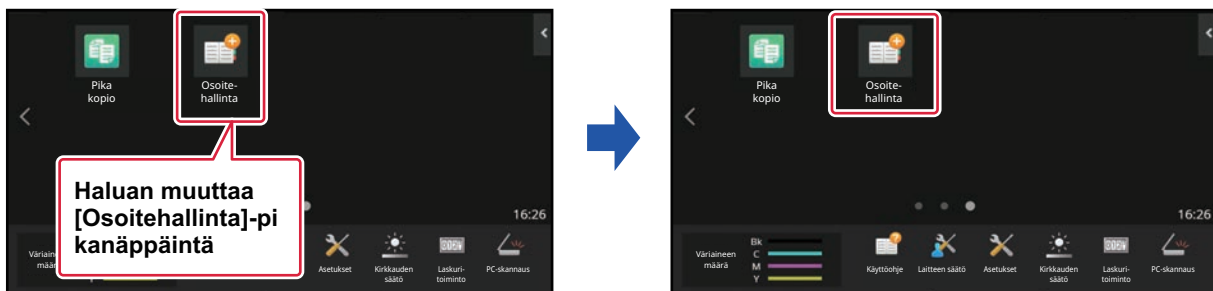 Pika
kopio
Osoite-
hallinta
Haluan muuttaa
[Osoitehallinta]-pi
kanäppäintä
16:26
Asetukset
Kirkkauden
säätö
Laskuri-
toiminto
PC-skannaus
Pika
kopio
Osoite-
hallinta
16:26
Väriaineen
määrä
Bk
C
M
Y
Käyttöohje
Laitteen säätö
Asetukset
Kirkkauden
säätö
Laskuri-
toiminto
PC-skannaus